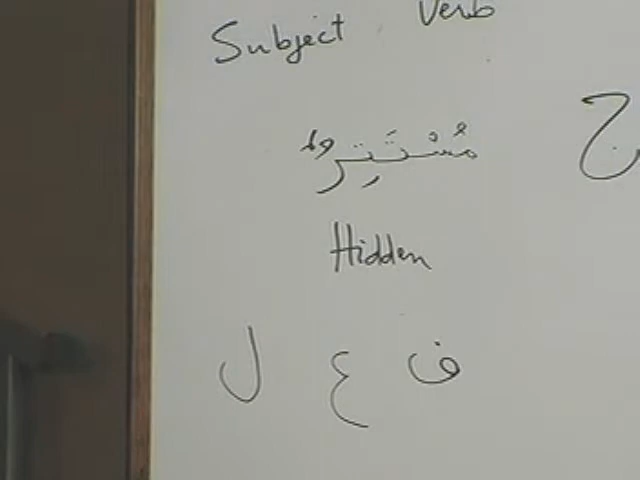 Subject Verb
مُسْتَتِرٌ
ج
Hidden
ف ع ل